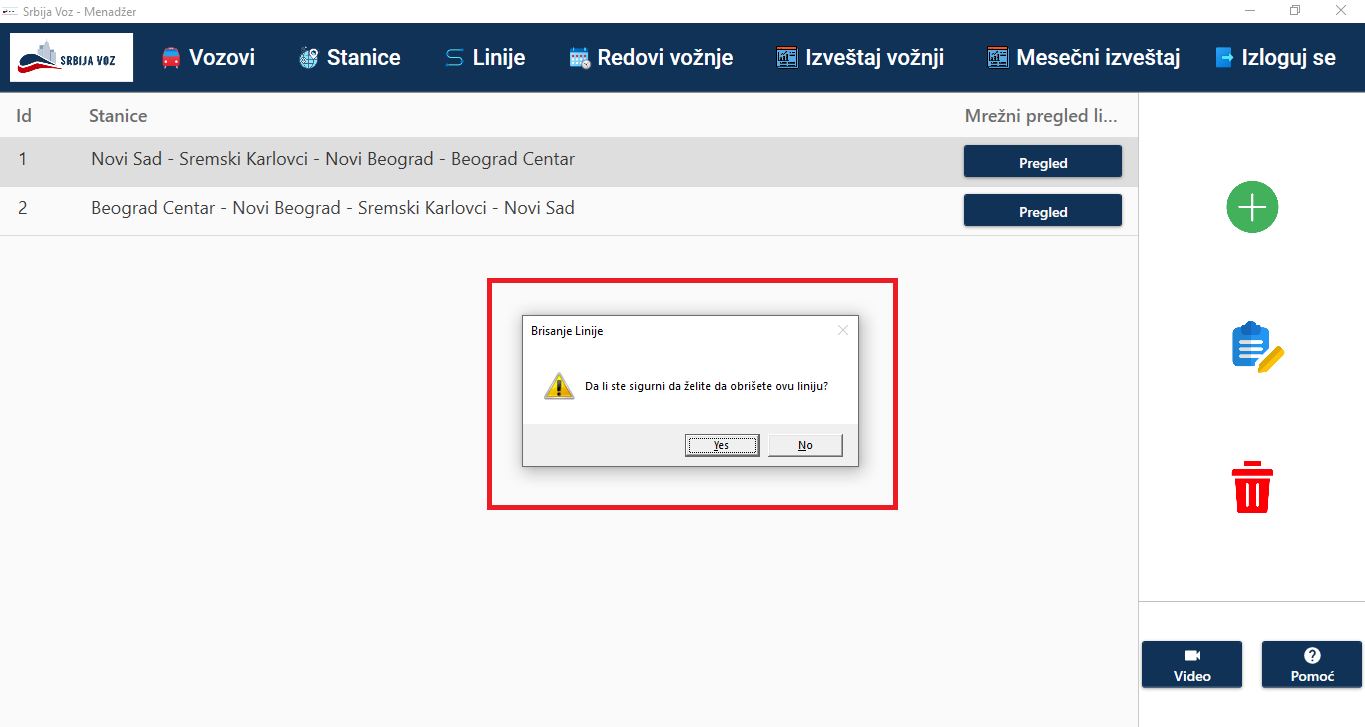 Srbija Voz - Menadžer
SRBIJA VOZ
Vozovi
Stanice
Linije
Redovi vožnje
Izveštaj vožnji
Mesečni izveštaj
Izloguj se
Id
Stanice
Mrežni pregled li...
1
Novi Sad - Sremski Karlovci - Novi Beograd - Beograd Centar
Pregled
2
Beograd Centar - Novi Beograd - Sremski Karlovci - Novi Sad
Pregled
Brisanje Linije
Da li ste sigurni da želite da obrišete ovu liniju?
Yes
No
Video
Pomoć